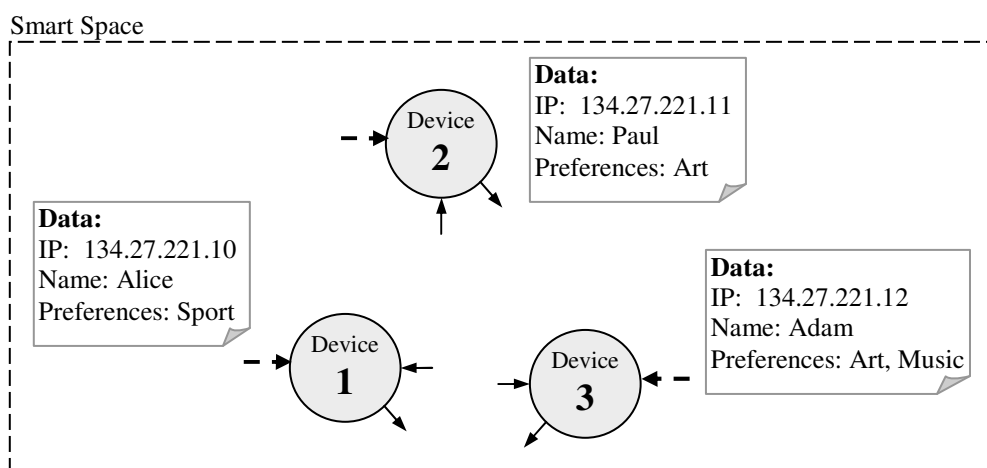 Smart Space
Data:
IP: 134.27.221.11
Name: Paul
Preferences: Art
Device
2
Data:
IP: 134.27.221.10
Name: Alice
Preferences: Sport
Data:
IP: 134.27.221.12
Name: Adam
Preferences: Art, Music
Device
1
Device
3